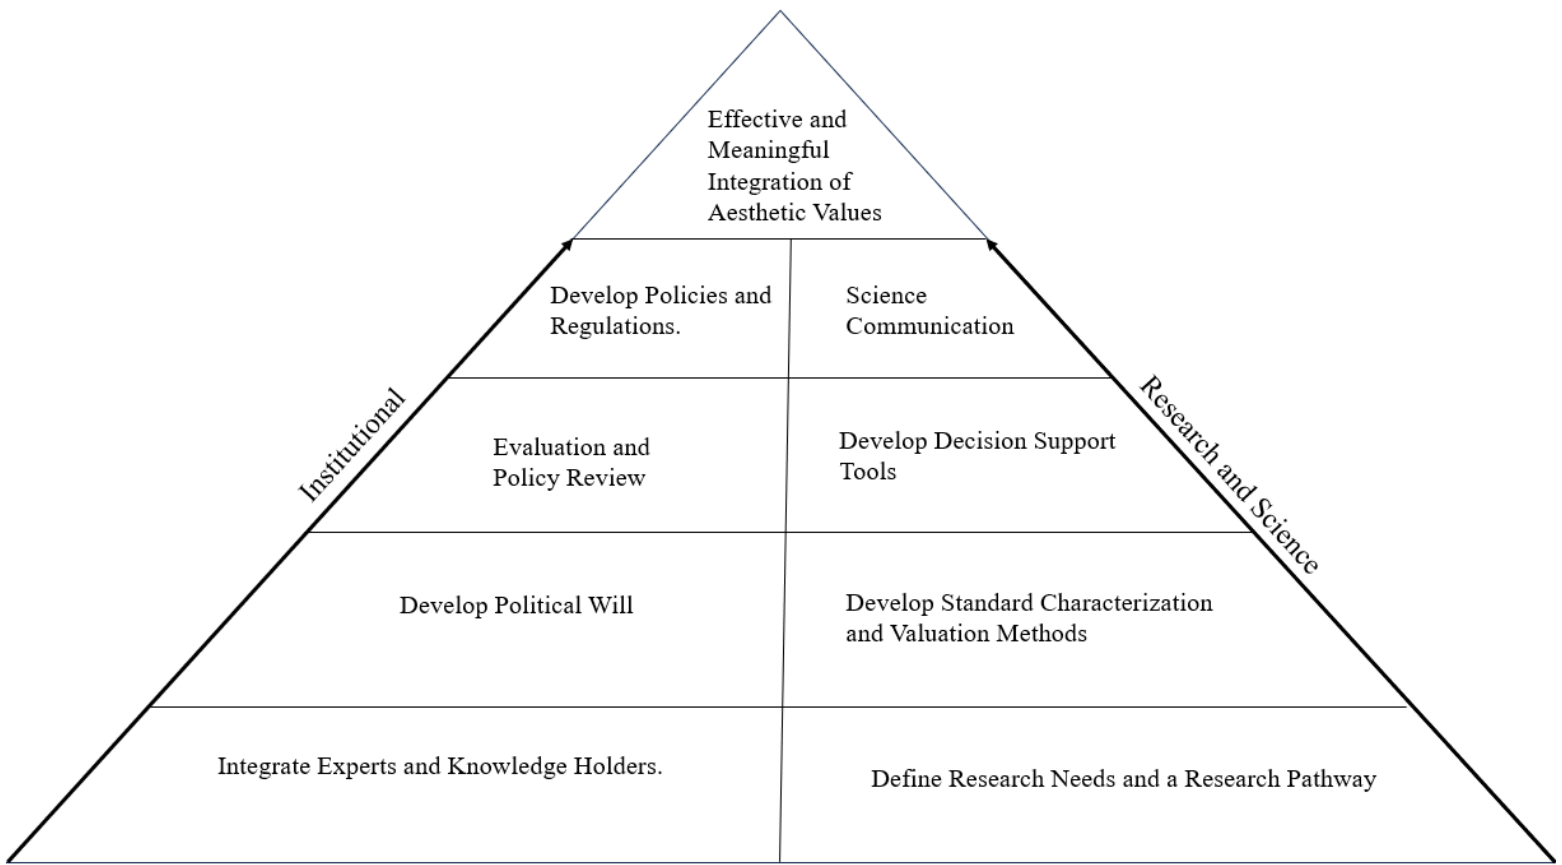 Effective and
Meaningful
Integration of
Aesthetic Values
Develop Policies and
Regulations.
Science
Communication
Institutional
Research and Science
Evaluation and
Policy Review
Develop Decision Support
Tools
Develop Political Will
Develop Standard Characterization
and Valuation Methods
Integrate Experts and Knowledge Holders.
Define Research Needs and a Research Pathway